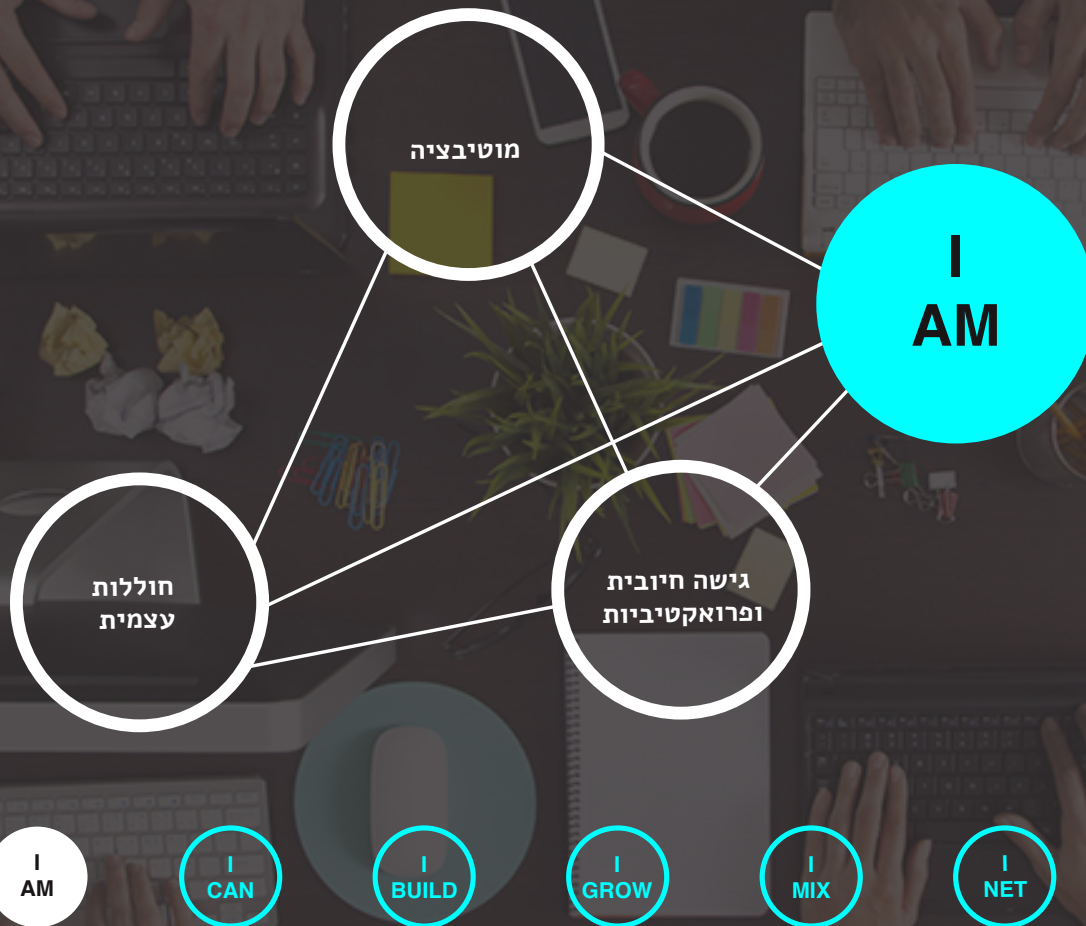 מוטיבציה
I
AM
חוללות
עצמית
גישה חיובית
ופרואקטיביות
I
AM
I
CAN
I
BUILD
I
GROW
I
MIX
I
NET